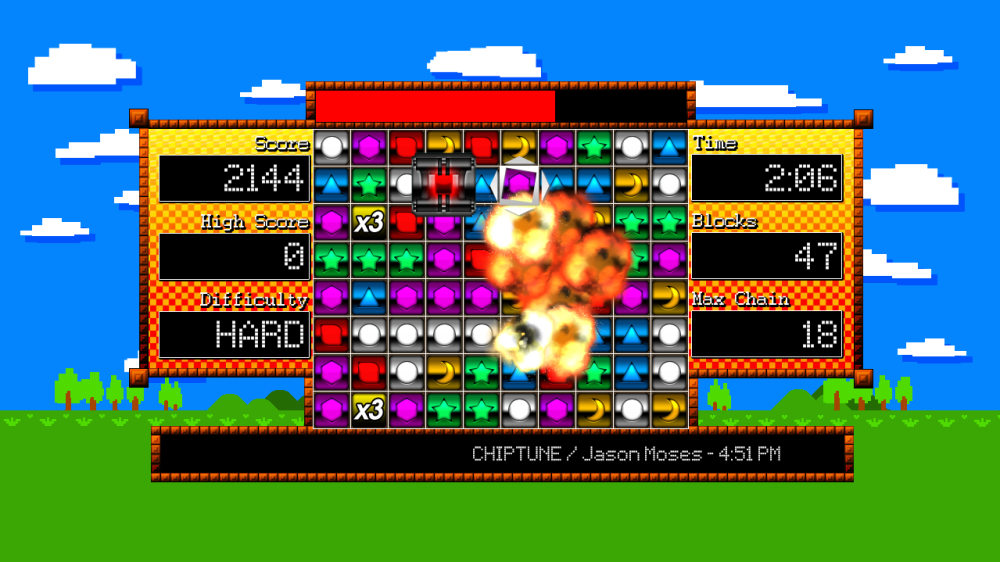 Score
2144
High Score
0
Difficulty
HARD
x3
x3
Time
2:06
Blocks
47
Max Chain
18
CHIPTUNE / Jason Moses - 4:51 PM